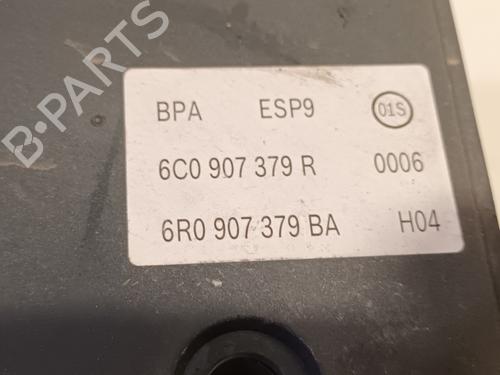 BPA ESP9 01S
6C0 907 379 R 0006
6R0 907 379 BA H04
B-PARTS